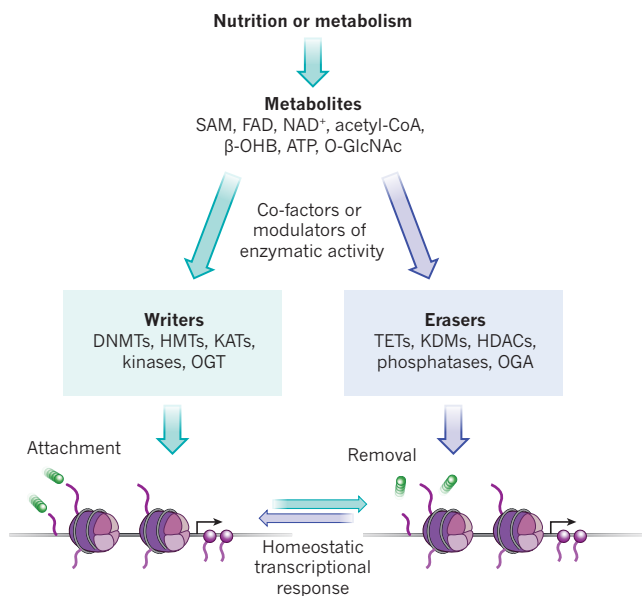 Nutrition or metabolism
Metabolites
SAM, FAD, NAD⁺, acetyl-CoA,
β-OHB, ATP, O-GlcNAc
Co-factors or
modulators of
enzymatic activity
Writers
DNMTs, HMTs, KATs,
kinases, OGT
Erasers
TETs, KDMs, HDACs,
phosphatases, OGA
Attachment
Removal
Homeostatic
transcriptional
response